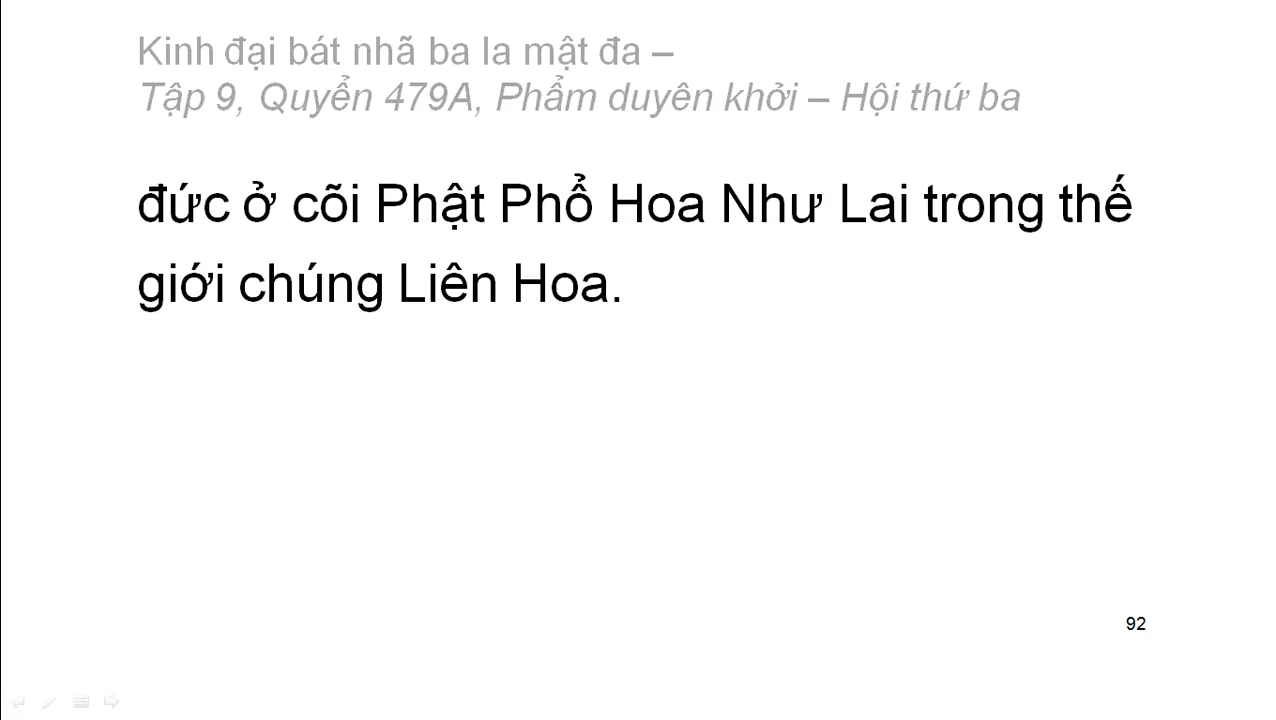 Kinh đại bát nhã ba la mật đa –
Tập 9, Quyển 479A, Phẩm duyên khởi – Hội thứ ba
đức ở cõi Phật Phổ Hoa Như Lai trong thế
giới chúng Liên Hoa.
92